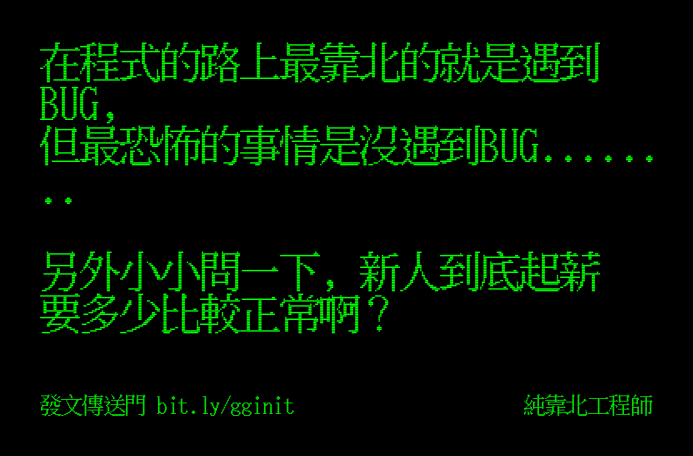 在程式的路上最靠北的就是遇到
BUG,
但最恐怖的事情是沒遇到BUG......
..
另外小小問一下, 新人到底起薪
要多少比較正常啊?
發文傳送門 bit.ly/gginit
純靠北工程師